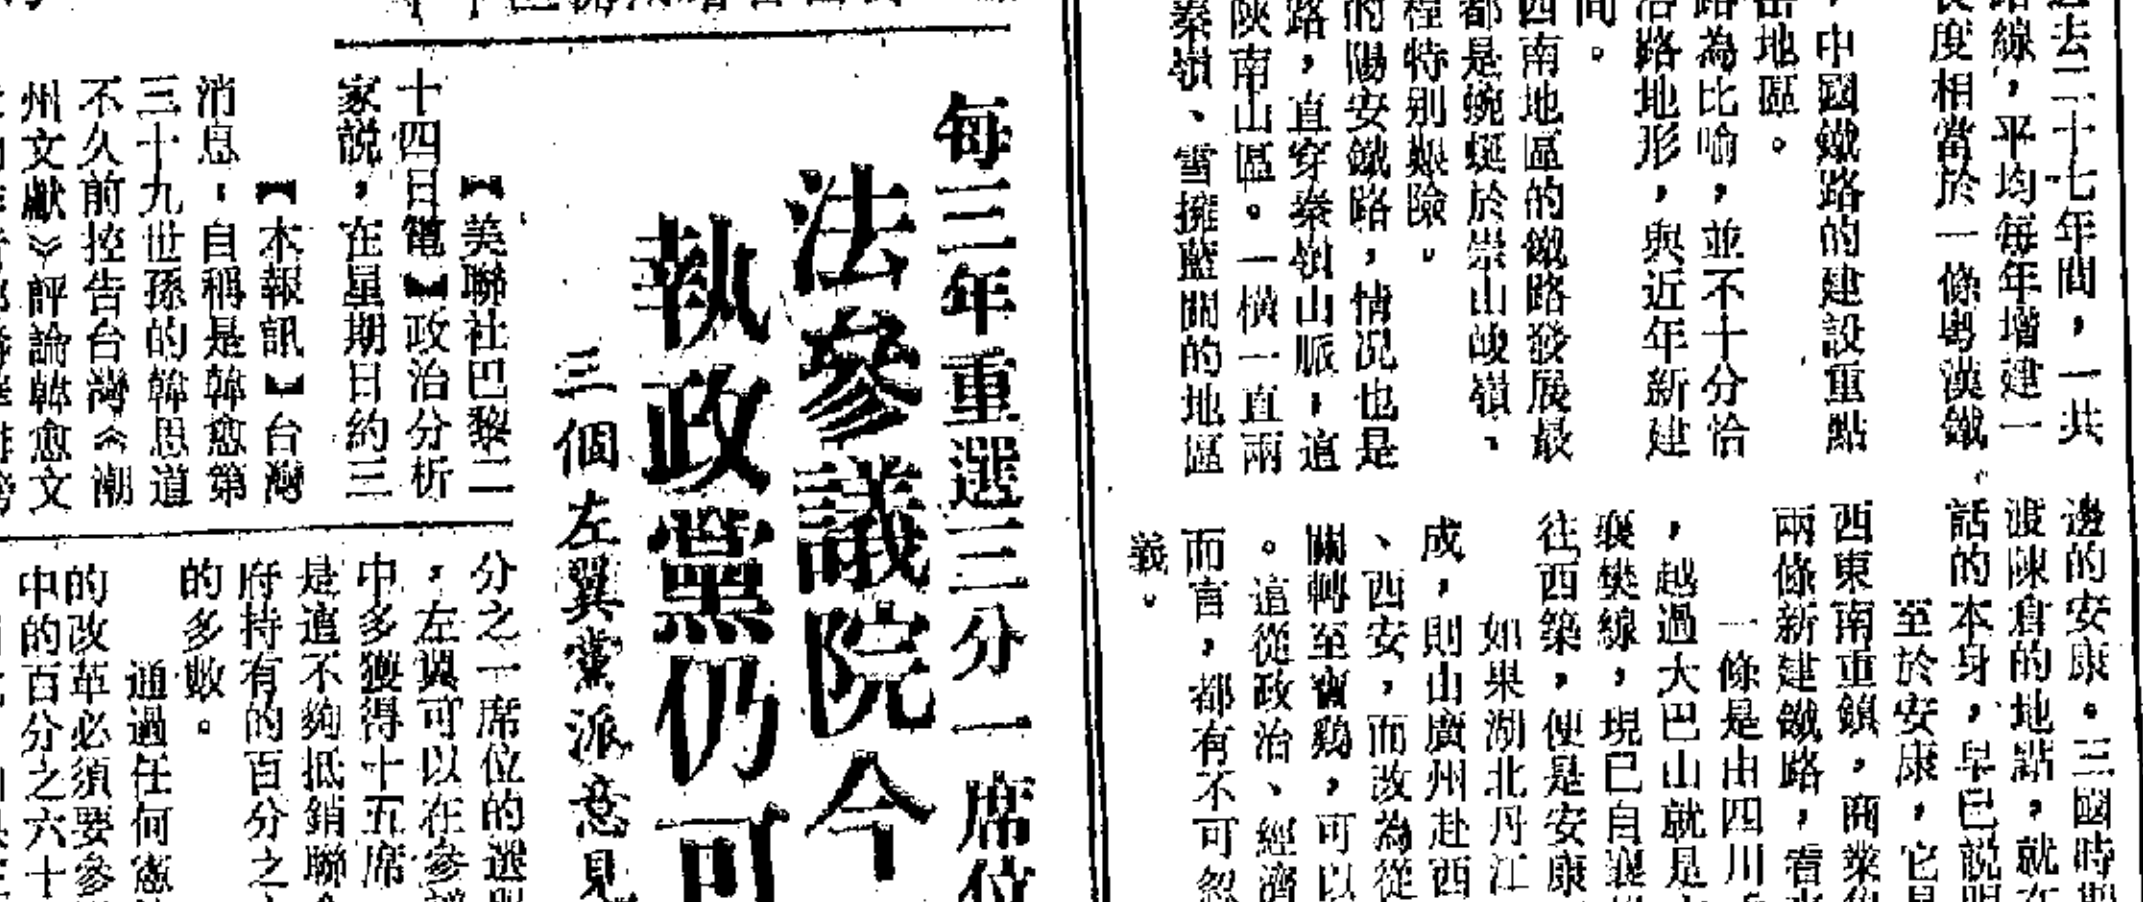 去二十七年間，一共
路線，平均每年增建一
長度相當於一條粵漢鐵
，中國鐵路的建設重點
地區。
路為比喻，並不十分恰
洛路地形，與近年新建
間。
西南地區的鐵路發展最
都是蜿蜒於崇山峻嶺、
程特別艱險。
的陽安鐵路，情况也是
路，直穿秦嶺山脈，這
陝南山區。一橫一直兩
秦嶺、雪擁藍關的地區
邊的安康。三國時期
渡陳倉的地點，就在
話的本身，早已說明
至於安康，它是
西東南重鎮，商業
兩條新建鐵路，看來
一條是由四川
，越過大巴山就是
襄樊線，現已自襄
往西築，便是安康
如果湖北丹江
成，則由廣州赴西
、西安，而改為從
關轉至寶鷄，可以
。這從政治、經濟
而言，都有不可忽
義。
每三年重選三分一席位
法參議院今
執政黨仍可
三個左翼黨派意見
【美聯社巴黎二
十四日電】政治分析
家説，在星期日約三
分之一席位的選
，左翼可以在參
中多獲得十五席
是這不夠抵銷聯
府持有的百分之
的多數。
通過任何憲
的改革必須要參
中的百分之六十
【本報訊】台灣
消息：自稱是韓愈第
三十九世孫的韓思道
不久前控告台灣《潮
州文獻》評論韓愈文